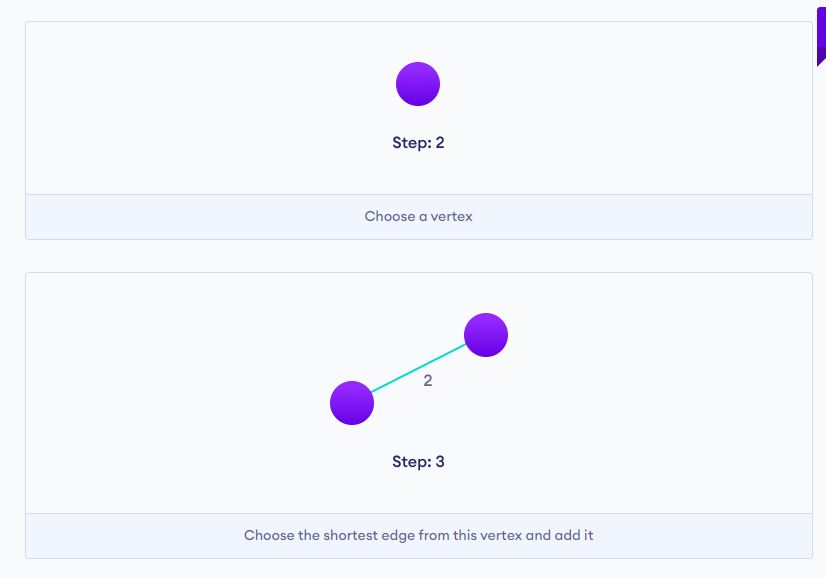 Step: 2
Choose a vertex
2
Step: 3
Choose the shortest edge from this vertex and add it